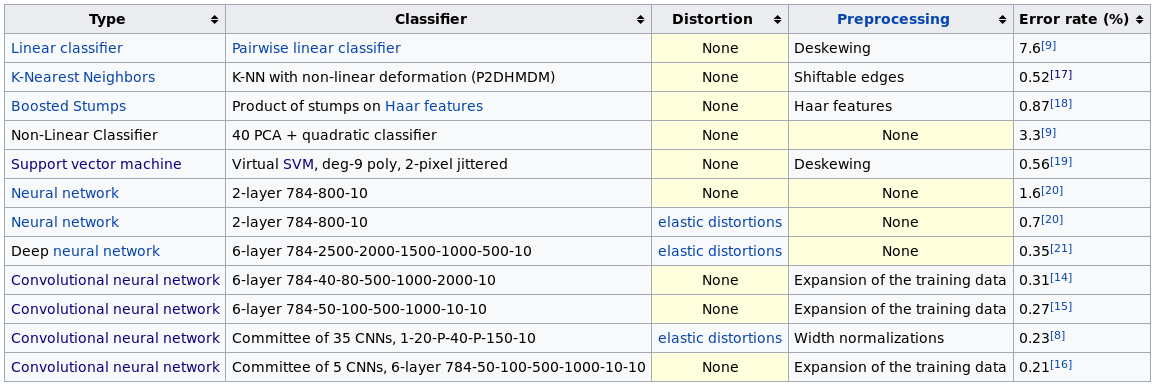 Type Classifier Distortion Preprocessing Error rate (%)
Linear classifier Pairwise linear classifier None Deskewing 7.6[9]
K-Nearest Neighbors K-NN with non-linear deformation (P2DHMDM) None Shiftable edges 0.52[17]
Boosted Stumps Product of stumps on Haar features None Haar features 0.87[18]
Non-Linear Classifier 40 PCA + quadratic classifier None None 3.3[9]
Support vector machine Virtual SVM, deg-9 poly, 2-pixel jittered None Deskewing 0.56[19]
Neural network 2-layer 784-800-10 None None 1.6[20]
Neural network 2-layer 784-800-10 elastic distortions None 0.7[20]
Deep neural network 6-layer 784-2500-2000-1500-1000-500-10 elastic distortions None 0.35[21]
Convolutional neural network 6-layer 784-40-80-500-1000-2000-10 None Expansion of the training data 0.31[14]
Convolutional neural network 6-layer 784-50-100-500-1000-10-10 None Expansion of the training data 0.27[15]
Convolutional neural network Committee of 35 CNNs, 1-20-P-40-P-150-10 elastic distortions Width normalizations 0.23[8]
Convolutional neural network Committee of 5 CNNs, 6-layer 784-50-100-500-1000-10-10 None Expansion of the training data 0.21[16]